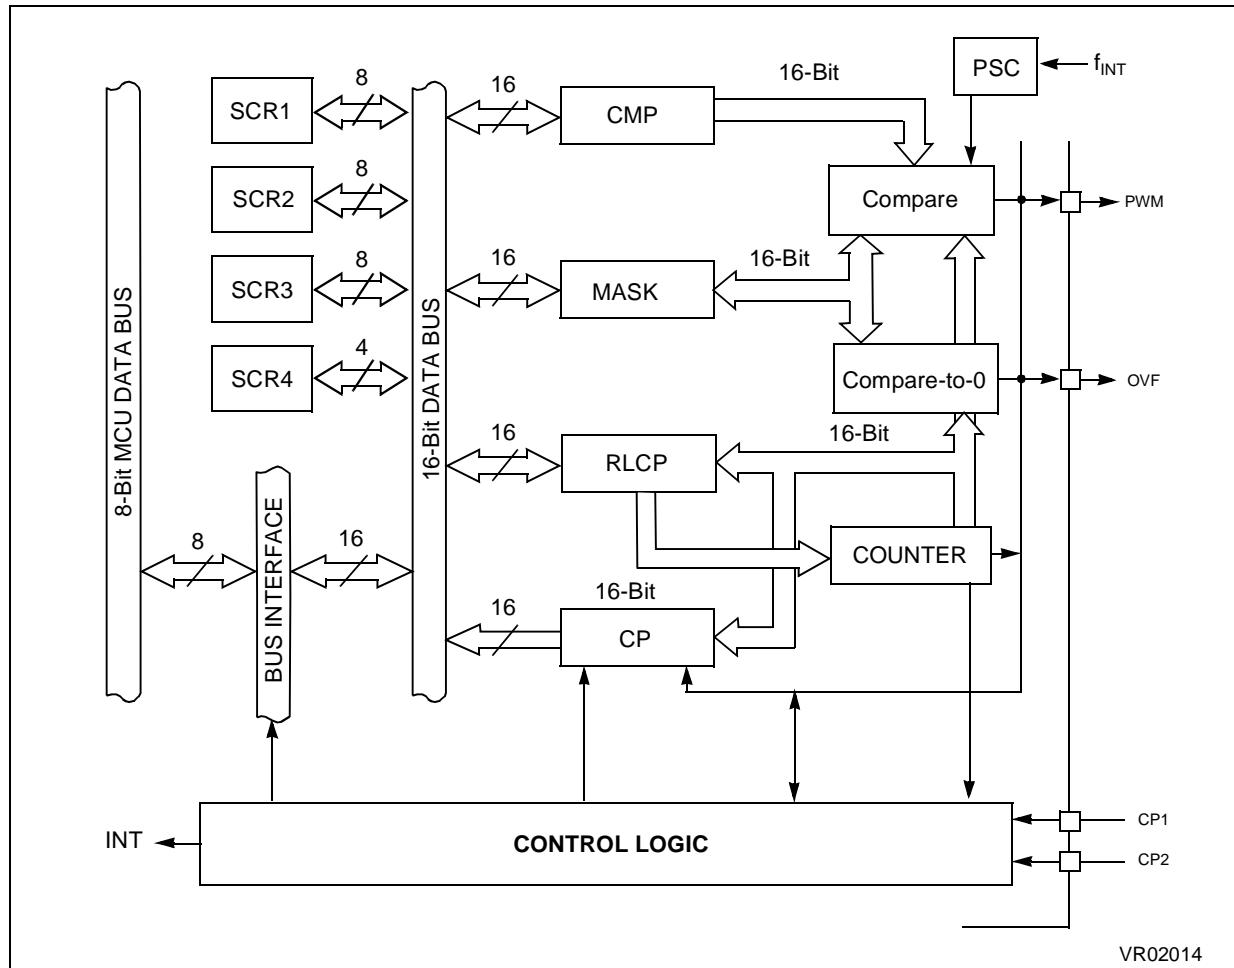 PSC
fINT
16-Bit
8
SCR1
16
CMP
8
SCR2
Compare
PWM
8
SCR3
16
MASK
16-Bit
8-Bit MCU DATA BUS
16-Bit DATA BUS
4
SCR4
Compare-to-0
OVF
16-Bit
16
RLCP
BUS INTERFACE
8
16
COUNTER
16-Bit
16
CP
INT
CONTROL LOGIC
CP1
CP2
VR02014